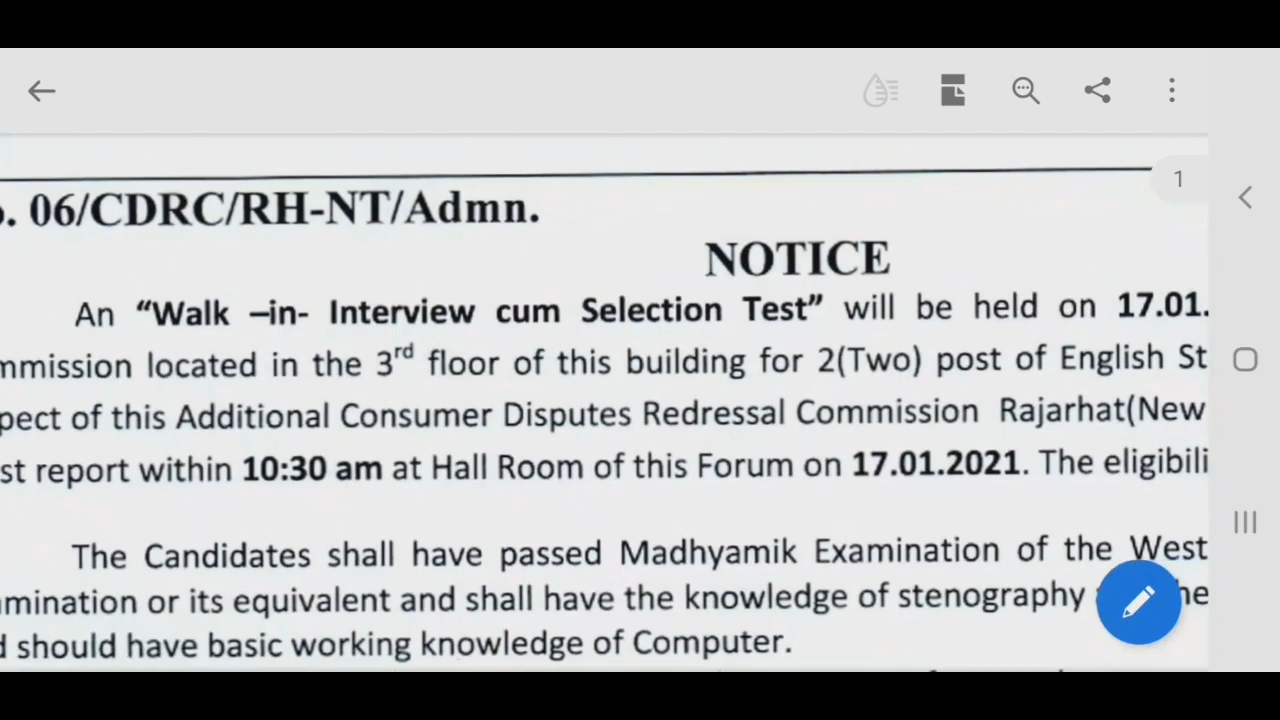 . 06/CDRC/RH-NT/Admn.
1
NOTICE
An “Walk –in- Interview cum Selection Test” will be held on 17.01.
mmission located in the 3rd floor of this building for 2(Two) post of English St
pect of this Additional Consumer Disputes Redressal Commission Rajarhat(New
st report within 10:30 am at Hall Room of this Forum on 17.01.2021. The eligibili
The Candidates shall have passed Madhyamik Examination of the West
mination or its equivalent and shall have the knowledge of stenography he
d should have basic working knowledge of Computer.